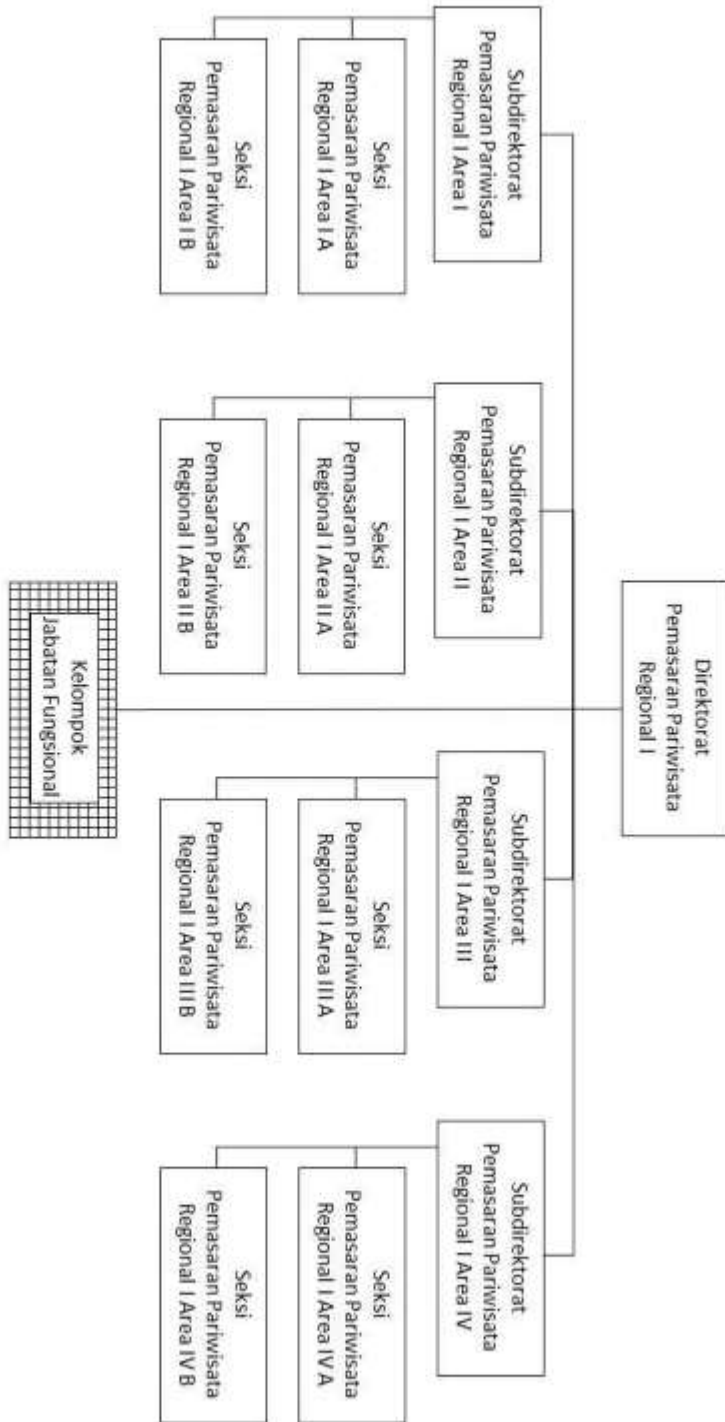 Direktorat
Pemasaran Pariwisata
Regional I
Subdirektorat
Pemasaran Pariwisata
Regional I Area I
Seksi
Pemasaran Pariwisata
Regional I Area I A
Seksi
Pemasaran Pariwisata
Regional I Area I B
Subdirektorat
Pemasaran Pariwisata
Regional I Area II
Seksi
Pemasaran Pariwisata
Regional I Area II A
Seksi
Pemasaran Pariwisata
Regional I Area II B
Subdirektorat
Pemasaran Pariwisata
Regional I Area III
Seksi
Pemasaran Pariwisata
Regional I Area III A
Seksi
Pemasaran Pariwisata
Regional I Area III B
Subdirektorat
Pemasaran Pariwisata
Regional I Area IV
Seksi
Pemasaran Pariwisata
Regional I Area IV A
Seksi
Pemasaran Pariwisata
Regional I Area IV B
Kelompok
Jabatan Fungsional